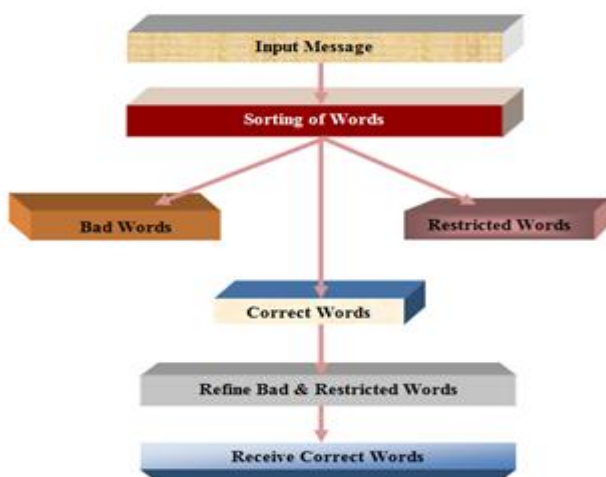 Input Message
Sorting of Words
Bad Words
Restricted Words
Correct Words
Refine Bad & Restricted Words
Receive Correct Words